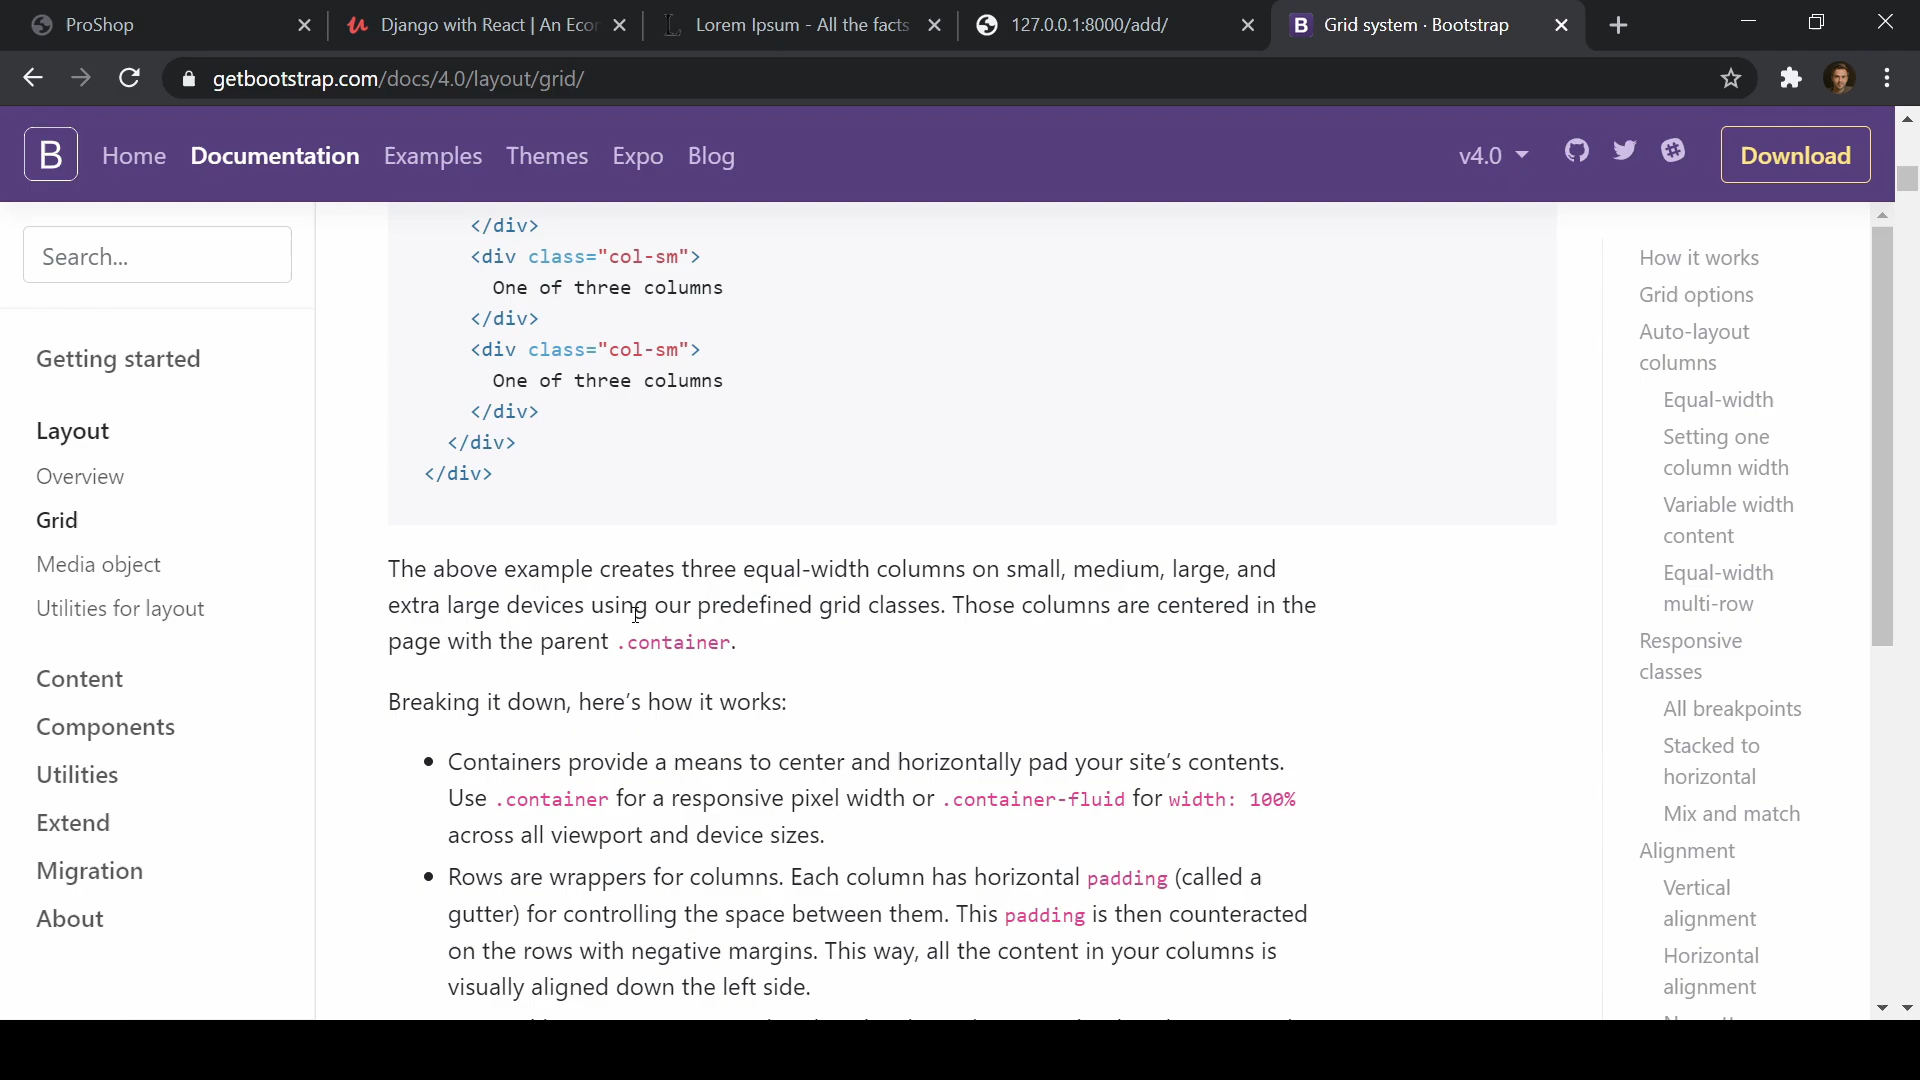 ProShop
Django with React | An Eco
Lorem Ipsum - All the facts
127.0.0.1:8000/add/
Grid system · Bootstrap
getbootstrap.com/docs/4.0/layout/grid/
B Home Documentation Examples Themes Expo Blog v4.0 Download
Search...
Getting started
Layout
Overview
Grid
Media object
Utilities for layout
Content
Components
Utilities
Extend
Migration
About
</div>
<div class="col-sm">
One of three columns
</div>
<div class="col-sm">
One of three columns
</div>
</div>
</div>
The above example creates three equal-width columns on small, medium, large, and
extra large devices using our predefined grid classes. Those columns are centered in the
page with the parent .container.
Breaking it down, here’s how it works:
• Containers provide a means to center and horizontally pad your site’s contents.
Use .container for a responsive pixel width or .container-fluid for width: 100%
across all viewport and device sizes.
• Rows are wrappers for columns. Each column has horizontal padding (called a
gutter) for controlling the space between them. This padding is then counteracted
on the rows with negative margins. This way, all the content in your columns is
visually aligned down the left side.
How it works
Grid options
Auto-layout
columns
Equal-width
Setting one
column width
Variable width
content
Equal-width
multi-row
Responsive
classes
All breakpoints
Stacked to
horizontal
Mix and match
Alignment
Vertical
alignment
Horizontal
alignment